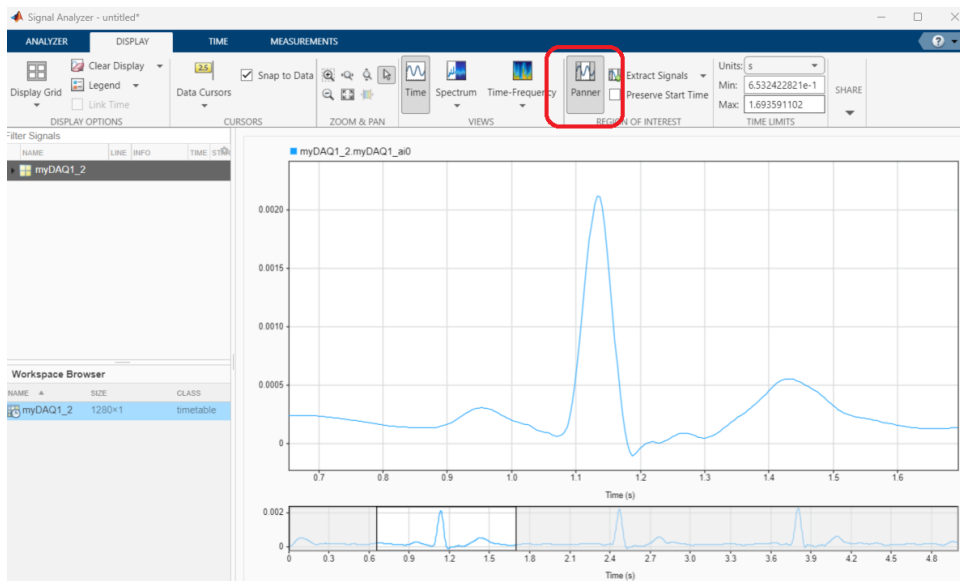 Signal Analyzer - untitled*
ANALYZER DISPLAY TIME MEASUREMENTS
?
Display Grid
Clear Display
Legend
Link Time
DISPLAY OPTIONS
2.5
Data Cursors
Snap to Data
CURSORS
ZOOM & PAN
Time
Spectrum
Time-Frequency
VIEWS
Panner
Extract Signals
Preserve Start Time
REGION OF INTEREST
Units: s
Min: 6.532422821e-1
Max: 1.693591102
TIME LIMITS
SHARE
Filter Signals
NAME LINE INFO TIME
myDAQ1_2
Workspace Browser
NAME SIZE CLASS
myDAQ1_2 1280×1 timetable
myDAQ1_2.myDAQ1_ai0
0.0020
0.0015
0.0010
0.0005
0
0.7 0.8 0.9 1.0 1.1 1.2 1.3 1.4 1.5 1.6
Time (s)
0.002
0
0 0.3 0.6 0.9 1.2 1.5 1.8 2.1 2.4 2.7 3.0 3.3 3.6 3.9 4.2 4.5 4.8
Time (s)